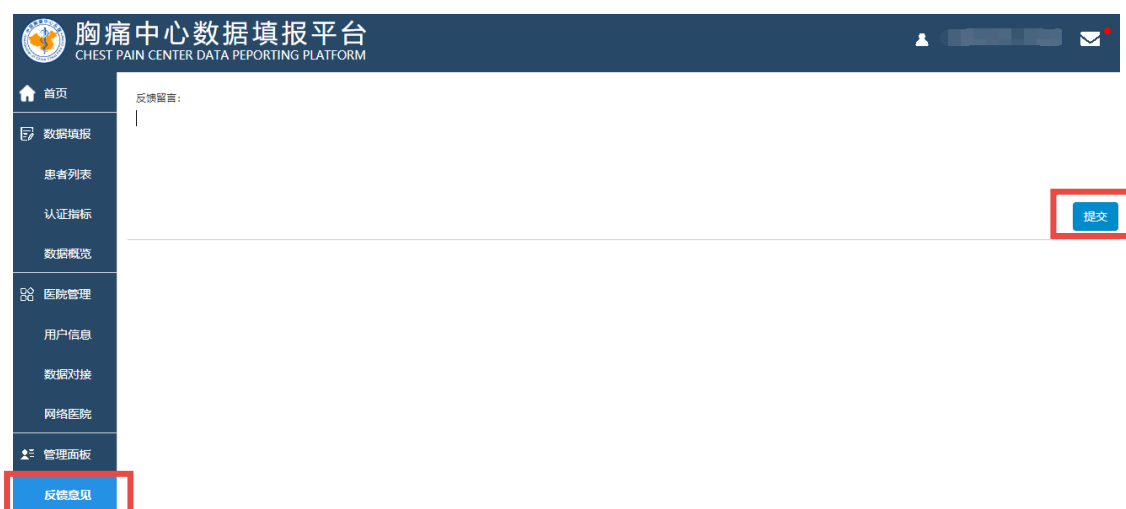 胸痛中心数据填报平台
CHEST PAIN CENTER DATA PEPORTING PLATFORM
首页
反馈留言:
数据填报
患者列表
认证指标
提交
数据概览
医院管理
用户信息
数据对接
网络医院
管理面板
反馈意见